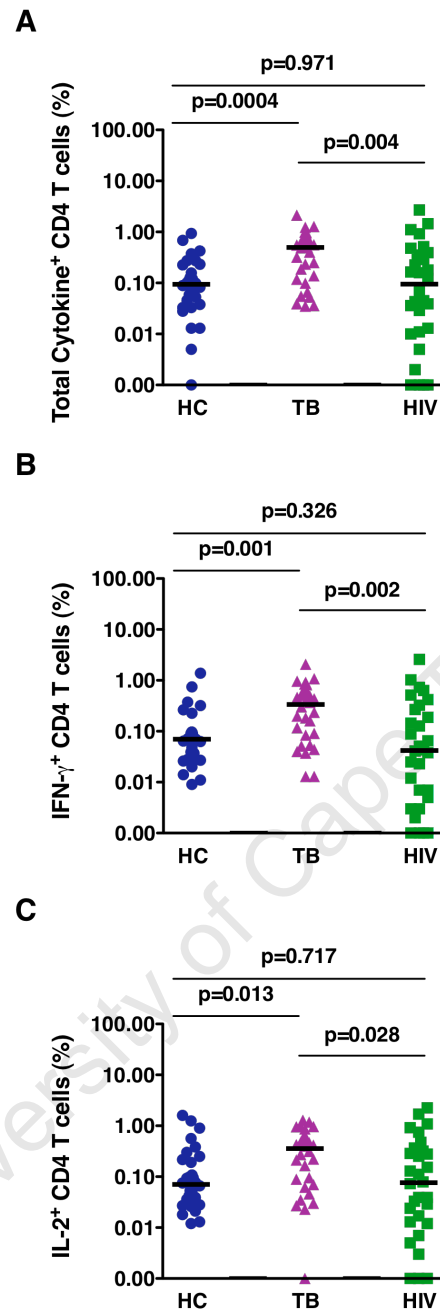 A
p=0.971
p=0.0004
p=0.004
Total Cytokine⁺ CD4 T cells (%)
100.00
10.00
1.00
0.10
0.01
0.00
HC TB HIV
B
p=0.326
p=0.001
p=0.002
IFN-γ⁺ CD4 T cells (%)
100.00
10.00
1.00
0.10
0.01
0.00
HC TB HIV
C
p=0.717
p=0.013
p=0.028
IL-2⁺ CD4 T cells (%)
100.00
10.00
1.00
0.10
0.01
0.00
HC TB HIV
versity of Cape T